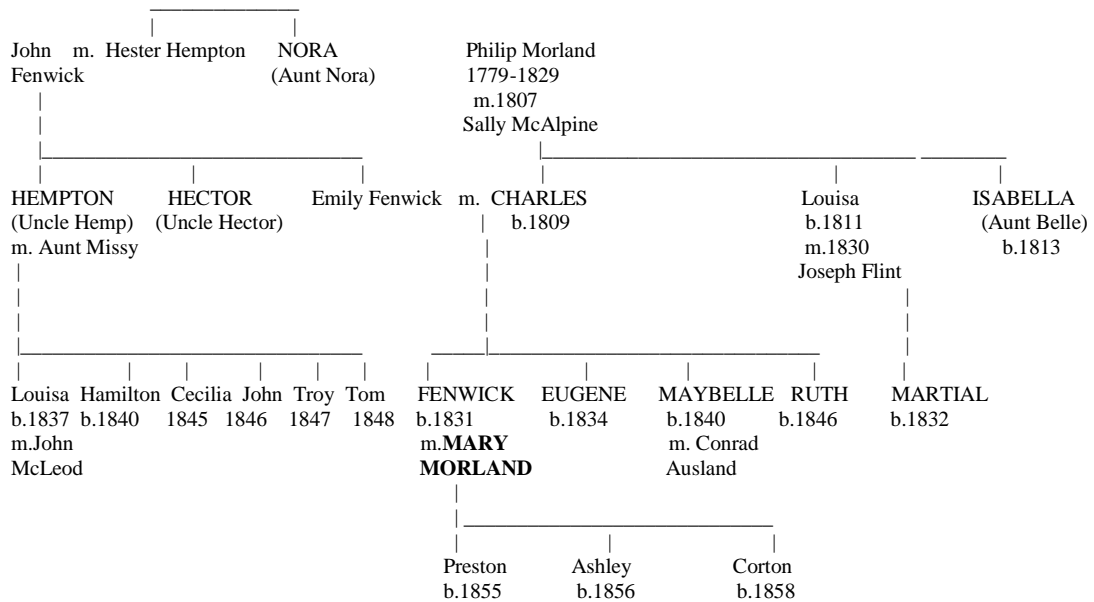 John m. Hester Hempton NORA Philip Morland
Fenwick (Aunt Nora) 1779-1829
m.1807
Sally McAlpine
HEMPTON HECTOR Emily Fenwick m. CHARLES Louisa ISABELLA
(Uncle Hemp) (Uncle Hector) b.1809 b.1811 (Aunt Belle)
m. Aunt Missy m.1830 b.1813
Joseph Flint
Louisa Hamilton Cecilia John Troy Tom FENWICK EUGENE MAYBELLE RUTH MARTIAL
b.1837 b.1840 1845 1846 1847 1848 b.1831 b.1834 b.1840 b.1846 b.1832
m.John m.MARY m. Conrad
McLeod MORLAND Ausland
Preston Ashley Corton
b.1855 b.1856 b.1858